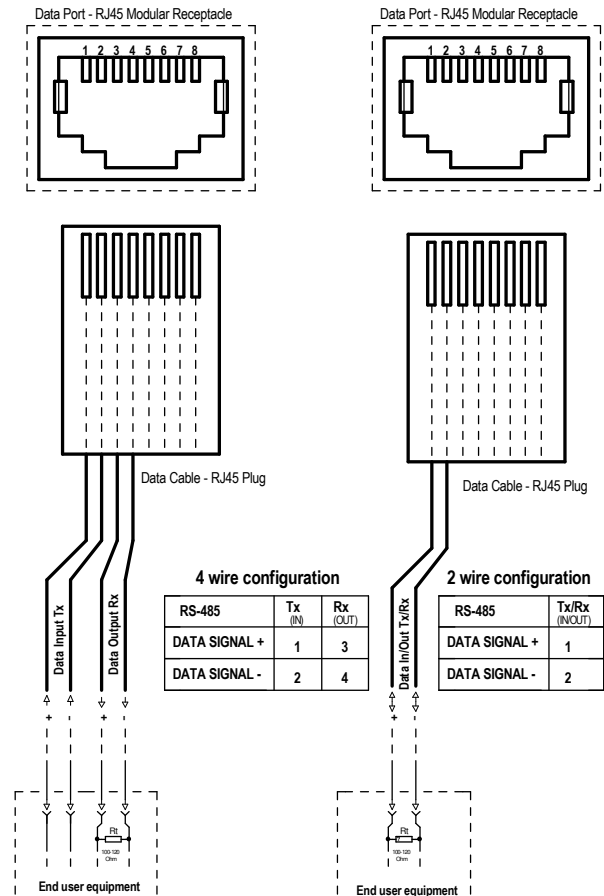 Data Port - RJ45 Modular Receptacle
1 2 3 4 5 6 7 8
Data Cable - RJ45 Plug
Data Input Tx
Data Output Rx
4 wire configuration
RS-485 Tx (IN) Rx (OUT)
DATA SIGNAL + 1 3
DATA SIGNAL - 2 4
+ - + -
Rt
100-120
Ohm
End user equipment
Data Port - RJ45 Modular Receptacle
1 2 3 4 5 6 7 8
Data Cable - RJ45 Plug
Data In/Out Tx/Rx
2 wire configuration
RS-485 Tx/Rx (IN/OUT)
DATA SIGNAL + 1
DATA SIGNAL - 2
+ -
Rt
100-120
Ohm
End user equipment